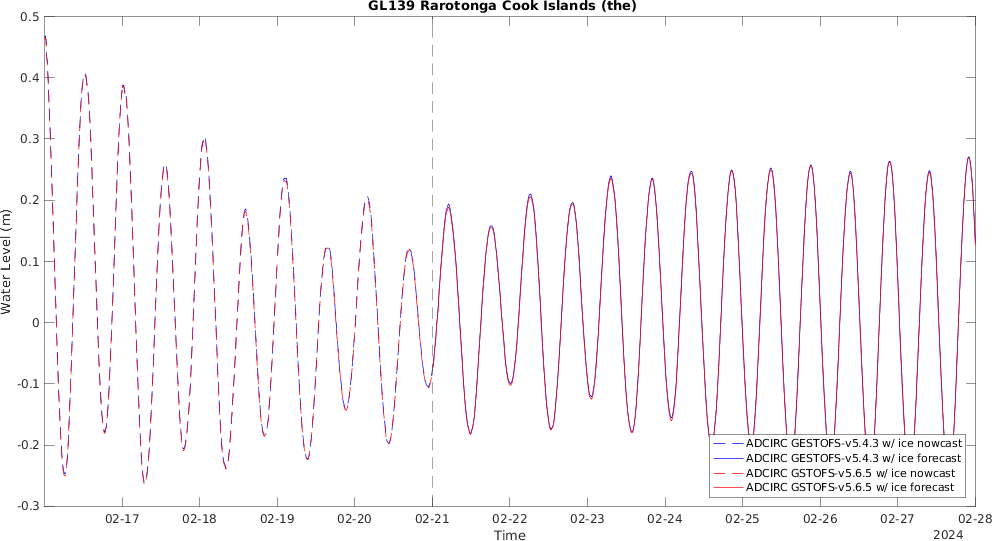 GL139 Rarotonga Cook Islands (the)
Water Level (m)
0.5
0.4
0.3
0.2
0.1
0
-0.1
-0.2
-0.3
ADCIRC GESTOFS-v5.4.3 w/ ice nowcast
ADCIRC GESTOFS-v5.4.3 w/ ice forecast
ADCIRC GSTOFS-v5.6.5 w/ ice nowcast
ADCIRC GSTOFS-v5.6.5 w/ ice forecast
02-17 02-18 02-19 02-20 02-21 02-22 02-23 02-24 02-25 02-26 02-27 02-28
Time
2024